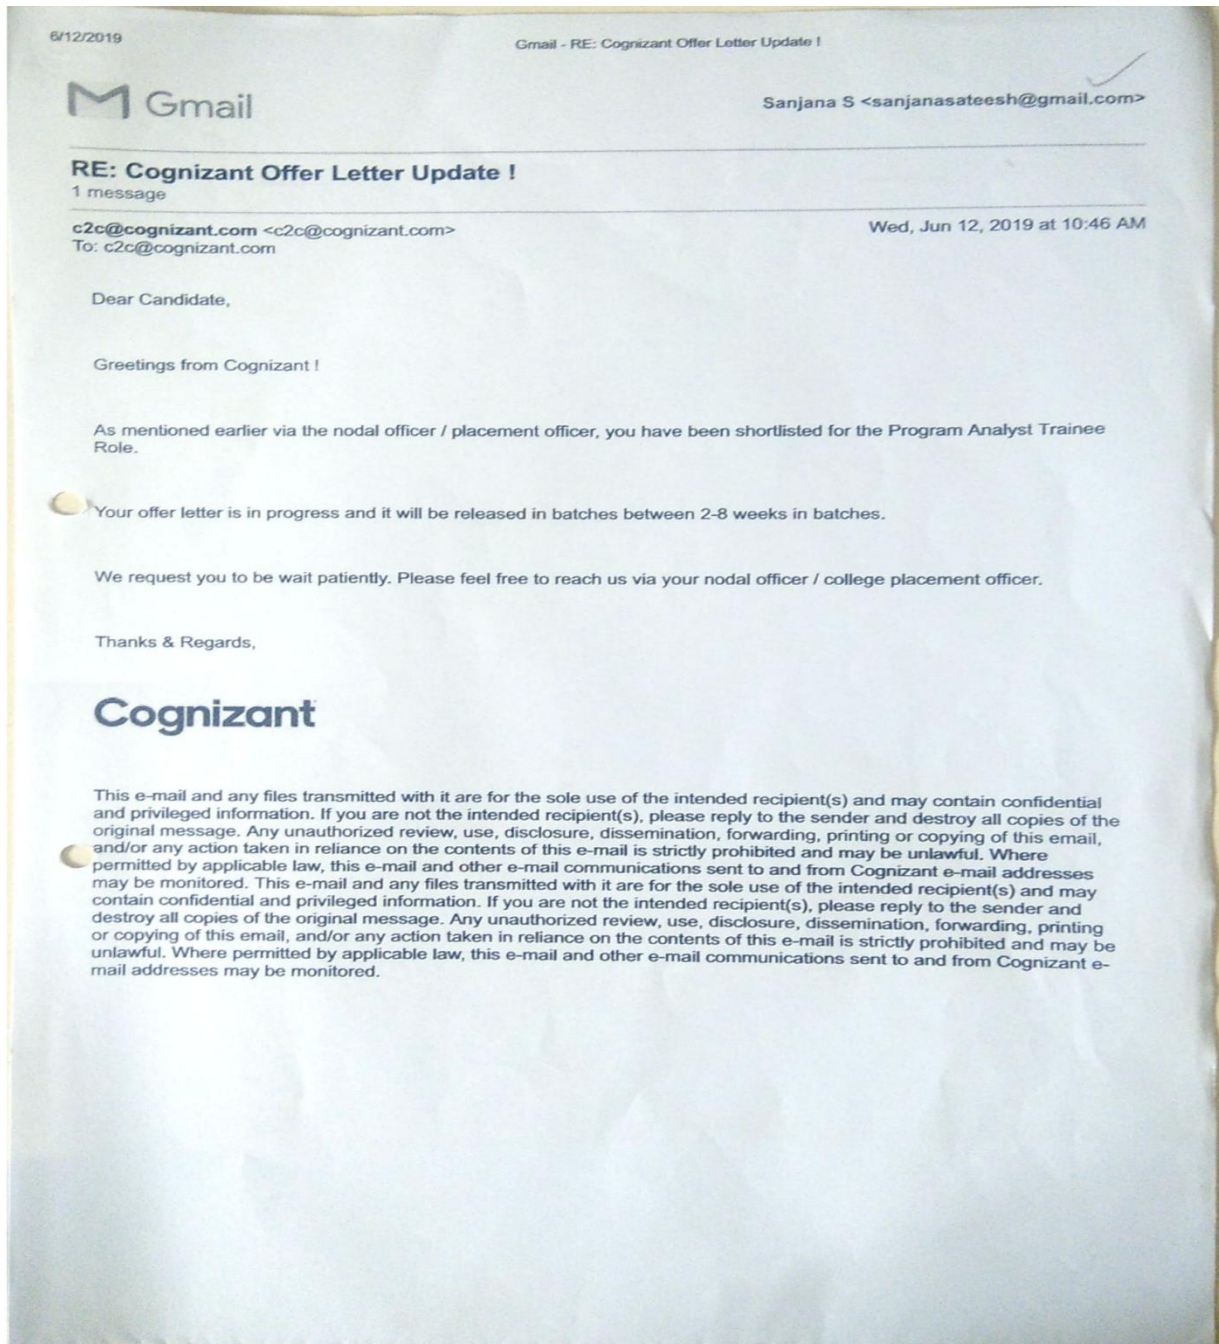 6/12/2019
Gmail - RE: Cognizant Offer Letter Update !
Gmail
Sanjana S <sanjanasateesh@gmail.com>
RE: Cognizant Offer Letter Update !
1 message
c2c@cognizant.com <c2c@cognizant.com>
Wed, Jun 12, 2019 at 10:46 AM
To: c2c@cognizant.com
Dear Candidate,
Greetings from Cognizant !
As mentioned earlier via the nodal officer / placement officer, you have been shortlisted for the Program Analyst Trainee
Role.
Your offer letter is in progress and it will be released in batches between 2-8 weeks in batches.
We request you to be wait patiently. Please feel free to reach us via your nodal officer / college placement officer.
Thanks & Regards,
Cognizant
This e-mail and any files transmitted with it are for the sole use of the intended recipient(s) and may contain confidential
and privileged information. If you are not the intended recipient(s), please reply to the sender and destroy all copies of the
original message. Any unauthorized review, use, disclosure, dissemination, forwarding, printing or copying of this email,
and/or any action taken in reliance on the contents of this e-mail is strictly prohibited and may be unlawful. Where
permitted by applicable law, this e-mail and other e-mail communications sent to and from Cognizant e-mail addresses
may be monitored. This e-mail and any files transmitted with it are for the sole use of the intended recipient(s) and may
contain confidential and privileged information. If you are not the intended recipient(s), please reply to the sender and
destroy all copies of the original message. Any unauthorized review, use, disclosure, dissemination, forwarding, printing
or copying of this email, and/or any action taken in reliance on the contents of this e-mail is strictly prohibited and may be
unlawful. Where permitted by applicable law, this e-mail and other e-mail communications sent to and from Cognizant e-
mail addresses may be monitored.